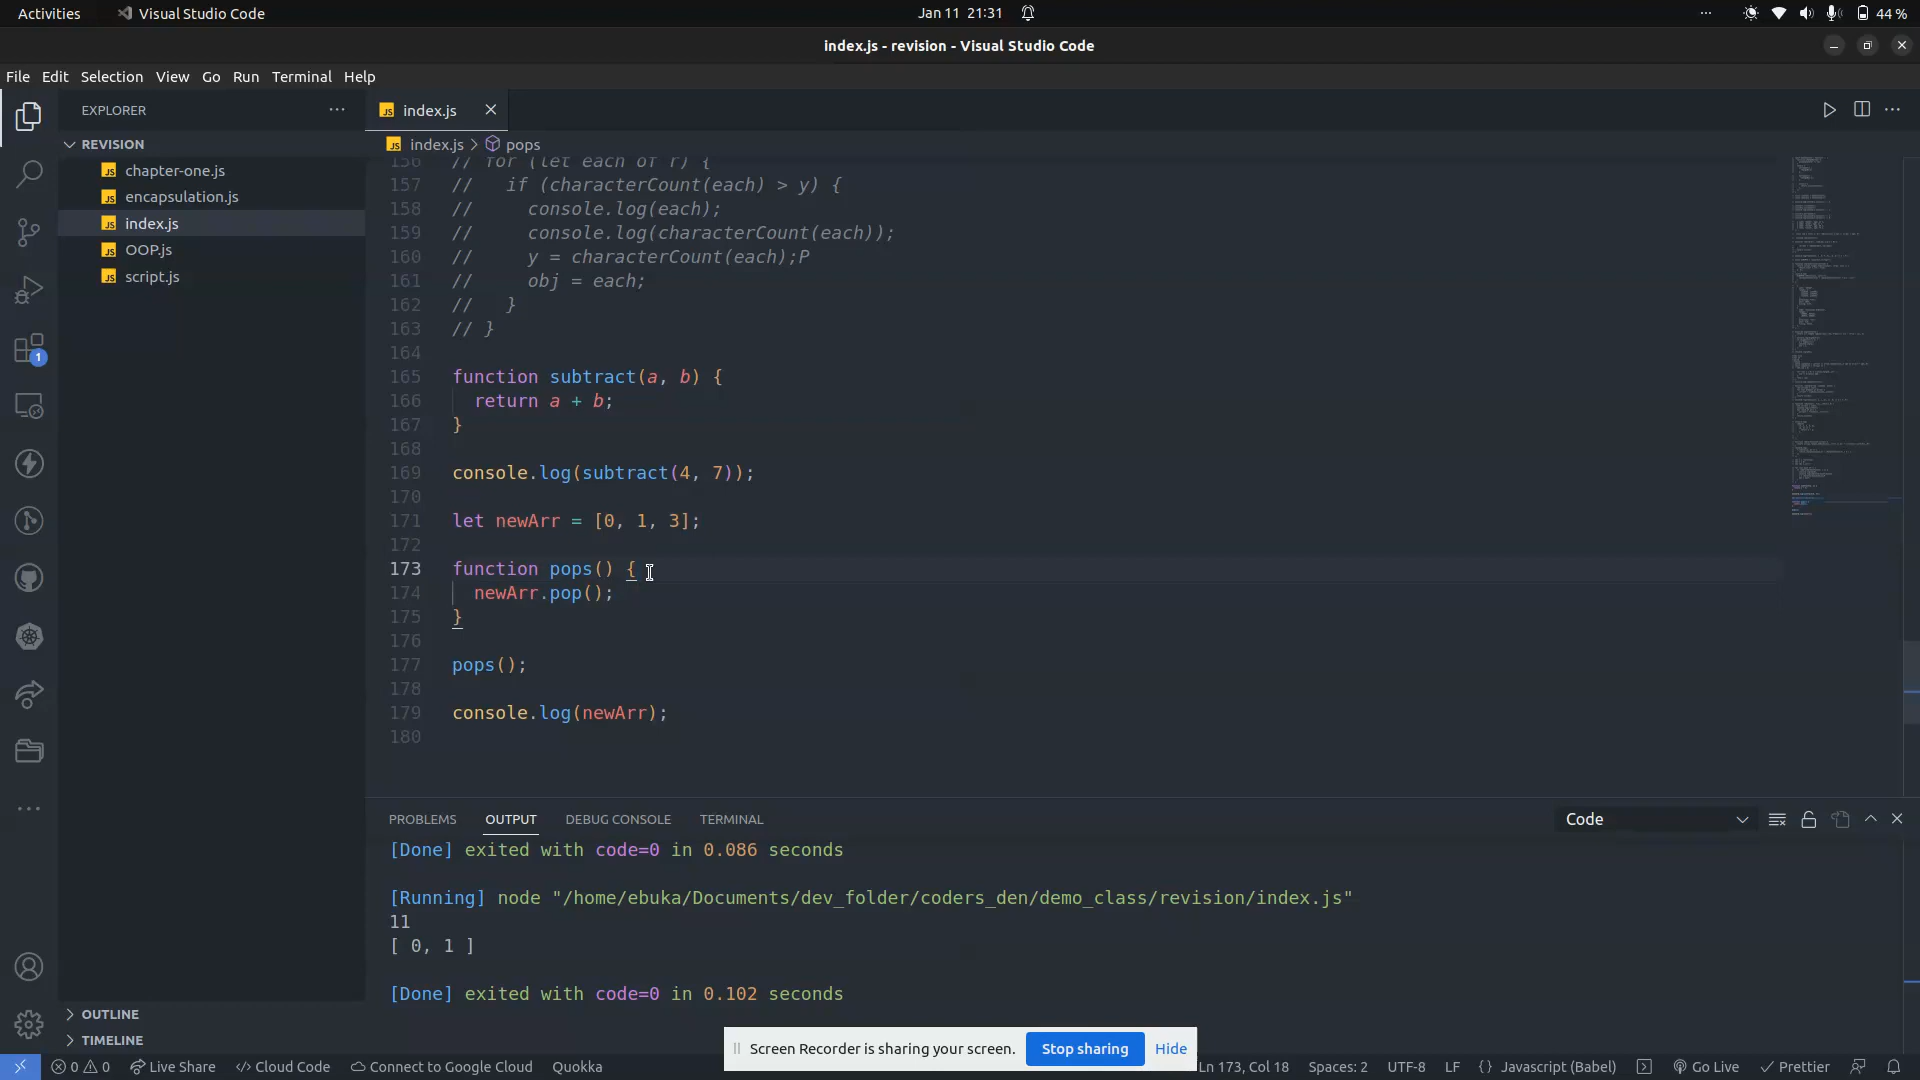 Activities
Visual Studio Code
Jan 11 21:31
44 %
index.js - revision - Visual Studio Code
File Edit Selection View Go Run Terminal Help
EXPLORER
REVISION
chapter-one.js
encapsulation.js
index.js
OOP.js
script.js
1
OUTLINE
TIMELINE
index.js
index.js > pops
156 // for (let each of r) {
157 //   if (characterCount(each) > y) {
158 //     console.log(each);
159 //     console.log(characterCount(each));
160 //     y = characterCount(each);P
161 //     obj = each;
162 //   }
163 // }
164
165 function subtract(a, b) {
166   return a + b;
167 }
168
169 console.log(subtract(4, 7));
170
171 let newArr = [0, 1, 3];
172
173 function pops() {
174   newArr.pop();
175 }
176
177 pops();
178
179 console.log(newArr);
180
PROBLEMS OUTPUT DEBUG CONSOLE TERMINAL
Code
[Done] exited with code=0 in 0.086 seconds
[Running] node "/home/ebuka/Documents/dev_folder/coders_den/demo_class/revision/index.js"
11
[ 0, 1 ]
[Done] exited with code=0 in 0.102 seconds
Screen Recorder is sharing your screen. Stop sharing Hide
0 0 Live Share Cloud Code Connect to Google Cloud Quokka Ln 173, Col 18 Spaces: 2 UTF-8 LF {} Javascript (Babel) Go Live Prettier